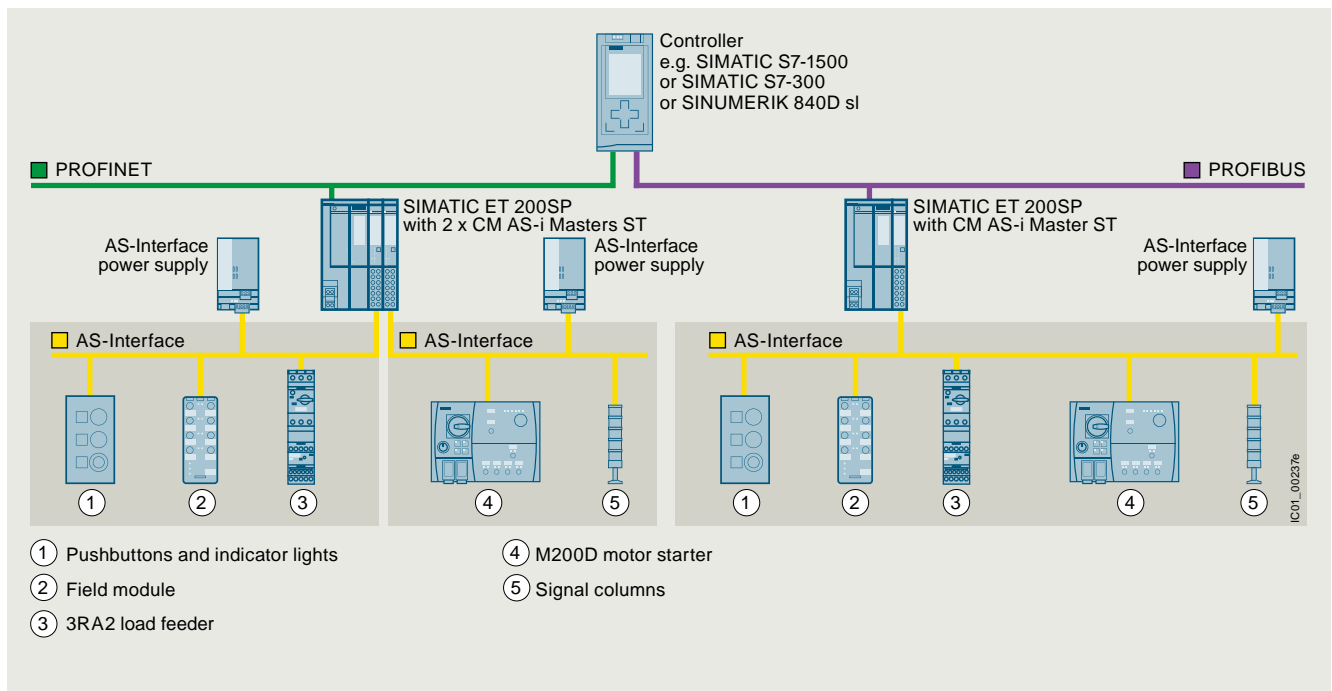 Controller
e.g. SIMATIC S7-1500
or SIMATIC S7-300
or SINUMERIK 840D sl
PROFINET
PROFIBUS
SIMATIC ET 200SP
with 2 x CM AS-i Masters ST
SIMATIC ET 200SP
with CM AS-i Master ST
AS-Interface
power supply
AS-Interface
power supply
AS-Interface
power supply
AS-Interface
AS-Interface
AS-Interface
1
2
3
4
5
1
2
3
4
5
IC01_00237e
1 Pushbuttons and indicator lights
2 Field module
3 3RA2 load feeder
4 M200D motor starter
5 Signal columns